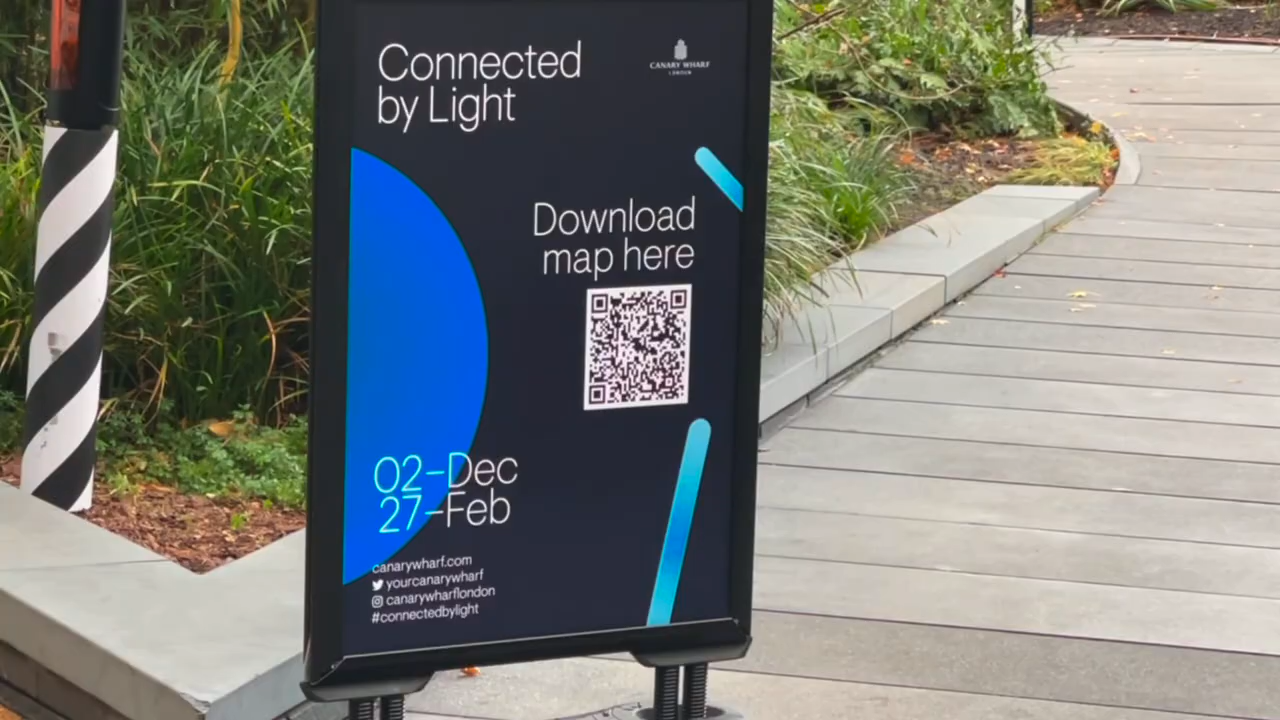 Connected
by Light
CANARY WHARF
LONDON
Download
map here
02-Dec
27-Feb
canarywharf.com
yourcanarywharf
canarywharflondon
#connectedbylight